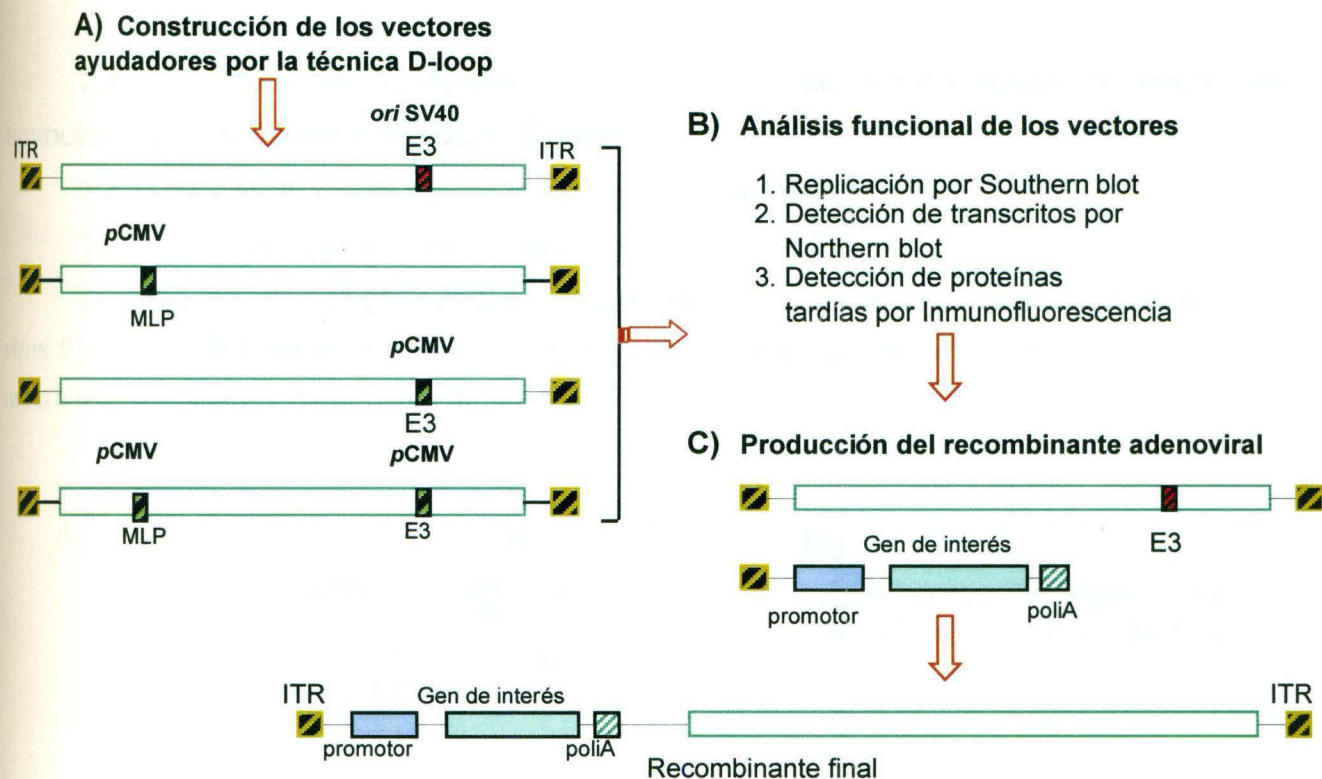 A) Construcción de los vectores
ayudadores por la técnica D-loop
ori SV40
ITR
E3
ITR
pCMV
MLP
pCMV
E3
pCMV
pCMV
MLP
E3
B) Análisis funcional de los vectores
1. Replicación por Southern blot
2. Detección de transcritos por
Northern blot
3. Detección de proteínas
tardías por Inmunofluorescencia
C) Producción del recombinante adenoviral
E3
Gen de interés
promotor
poliA
ITR
Gen de interés
ITR
promotor
poliA
Recombinante final